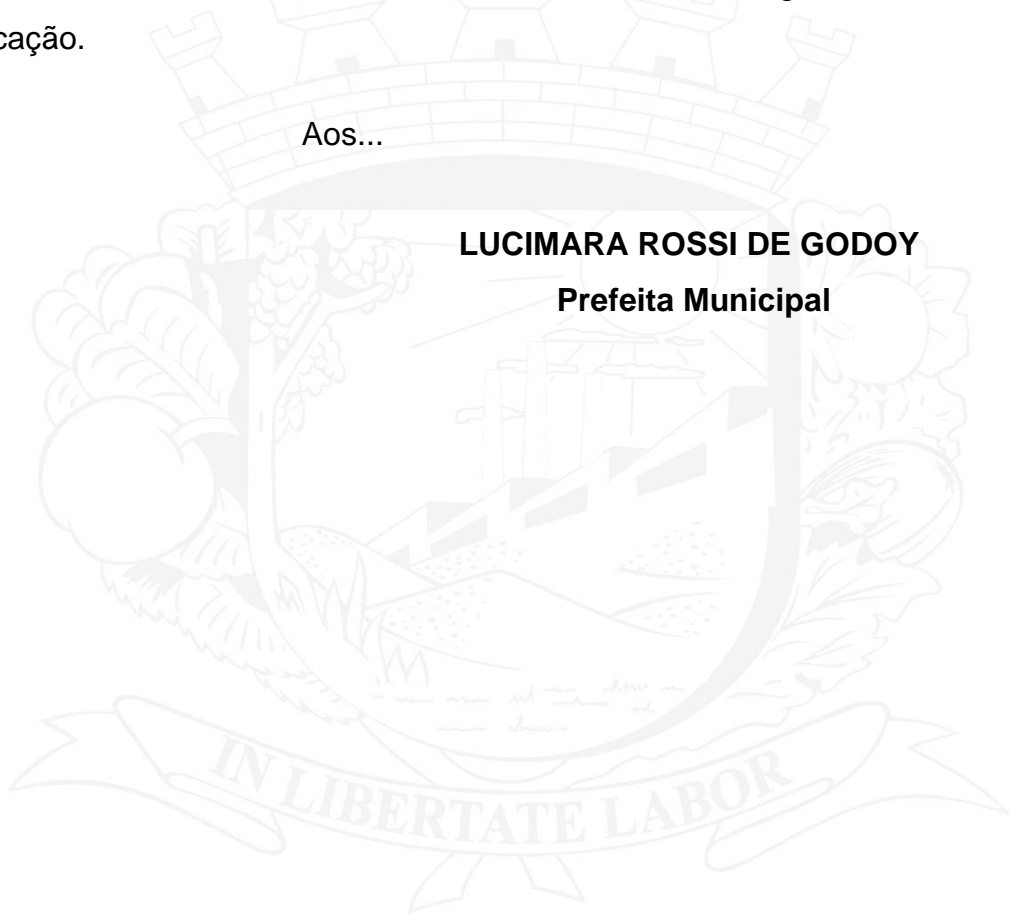 cação.
Aos...
LUCIMARA ROSSI DE GODOY
Prefeita Municipal
IN LIBERTATE LABOR